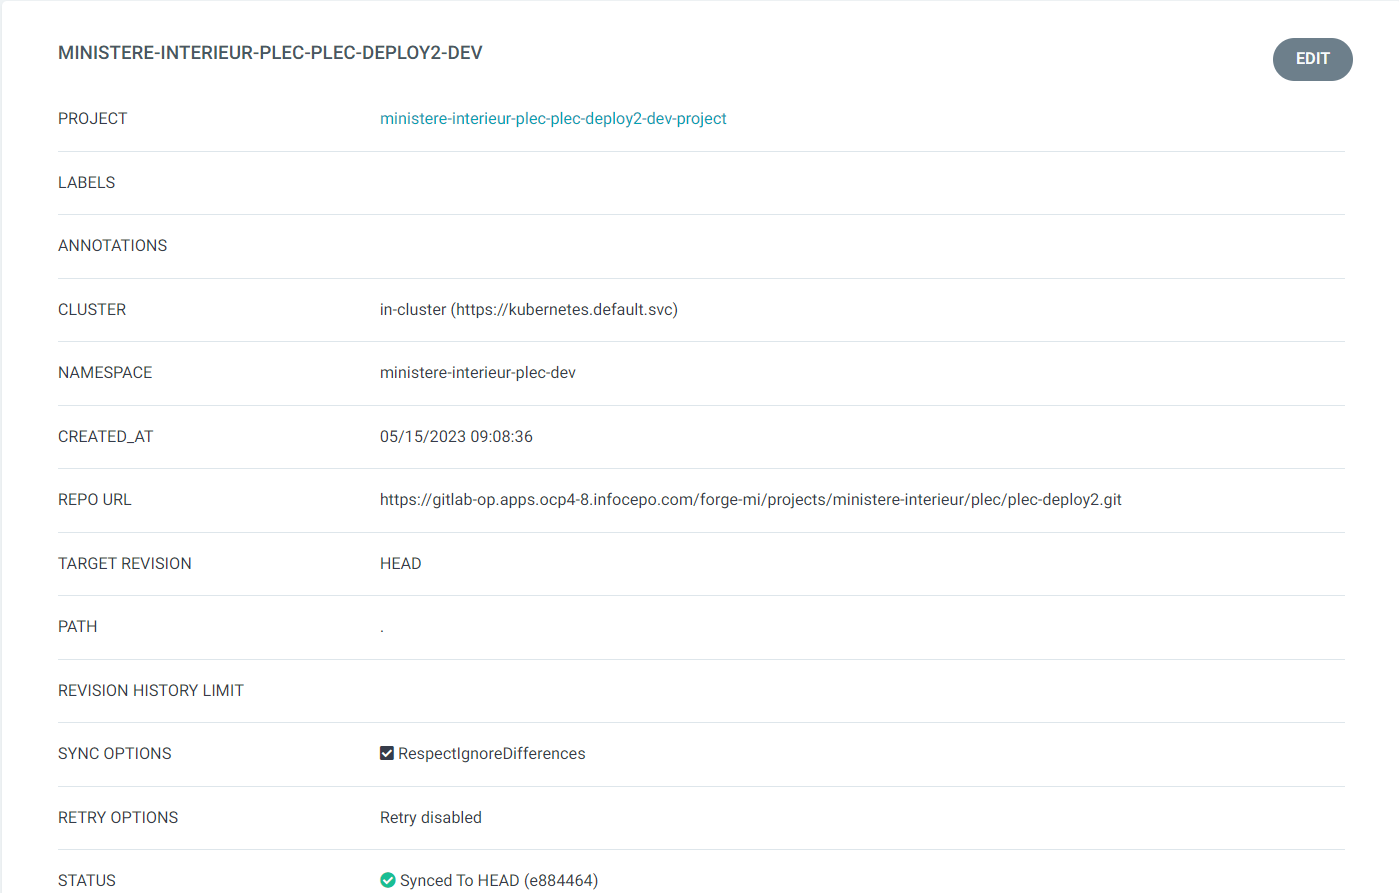 MINISTERE-INTERIEUR-PLEC-PLEC-DEPLOY2-DEV
EDIT
PROJECT ministere-interieur-plec-plec-deploy2-dev-project
LABELS
ANNOTATIONS
CLUSTER in-cluster (https://kubernetes.default.svc)
NAMESPACE ministere-interieur-plec-dev
CREATED_AT 05/15/2023 09:08:36
REPO URL https://gitlab-op.apps.ocp4-8.infocepo.com/forge-mi/projects/ministere-interieur/plec/plec-deploy2.git
TARGET REVISION HEAD
PATH .
REVISION HISTORY LIMIT
SYNC OPTIONS RespectIgnoreDifferences
RETRY OPTIONS Retry disabled
STATUS Synced To HEAD (e884464)